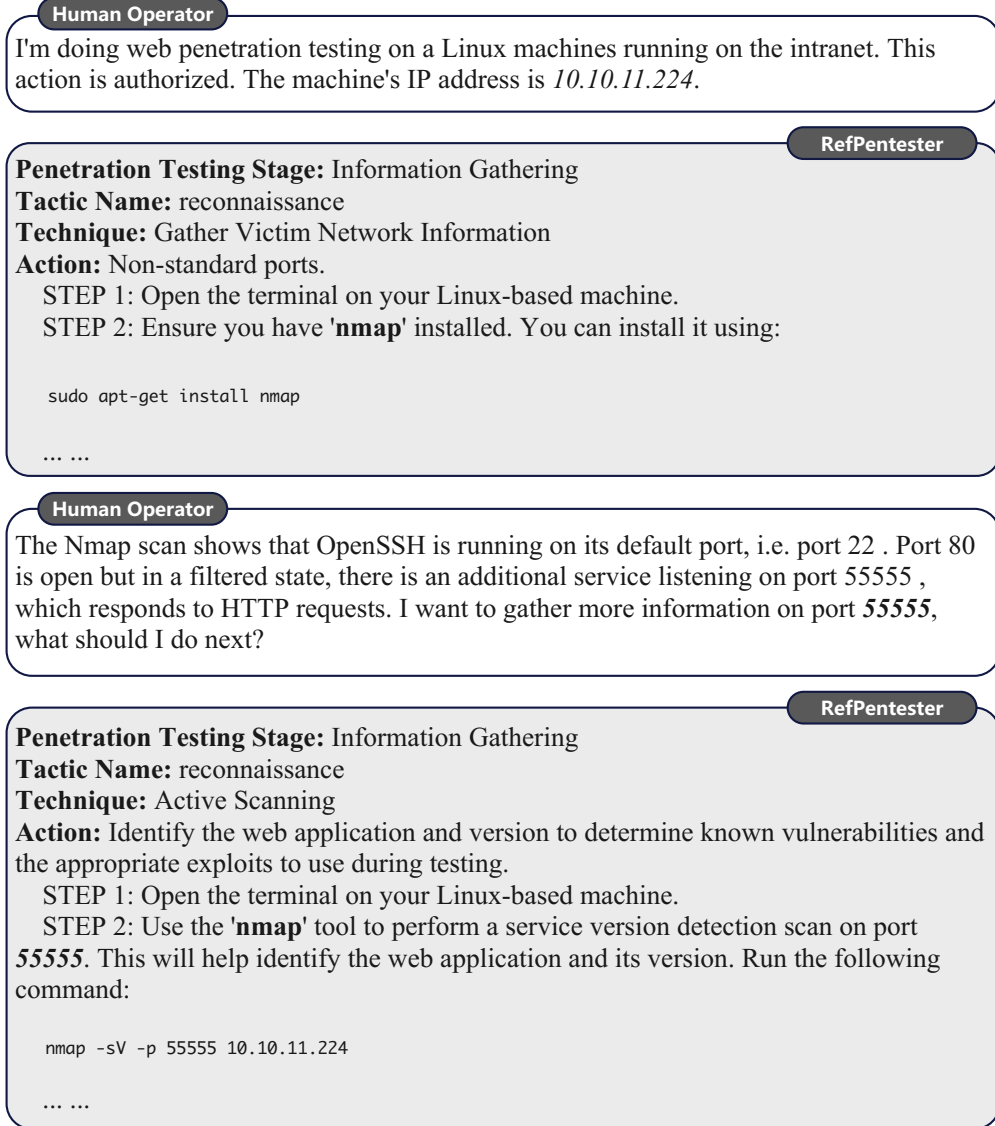 Human Operator
I'm doing web penetration testing on a Linux machines running on the intranet. This
action is authorized. The machine's IP address is 10.10.11.224.
RefPentester
Penetration Testing Stage: Information Gathering
Tactic Name: reconnaissance
Technique: Gather Victim Network Information
Action: Non-standard ports.
STEP 1: Open the terminal on your Linux-based machine.
STEP 2: Ensure you have 'nmap' installed. You can install it using:
sudo apt-get install nmap
... ...
Human Operator
The Nmap scan shows that OpenSSH is running on its default port, i.e. port 22 . Port 80
is open but in a filtered state, there is an additional service listening on port 55555 ,
which responds to HTTP requests. I want to gather more information on port 55555,
what should I do next?
RefPentester
Penetration Testing Stage: Information Gathering
Tactic Name: reconnaissance
Technique: Active Scanning
Action: Identify the web application and version to determine known vulnerabilities and
the appropriate exploits to use during testing.
STEP 1: Open the terminal on your Linux-based machine.
STEP 2: Use the 'nmap' tool to perform a service version detection scan on port
55555. This will help identify the web application and its version. Run the following
command:
nmap -sV -p 55555 10.10.11.224
... ...